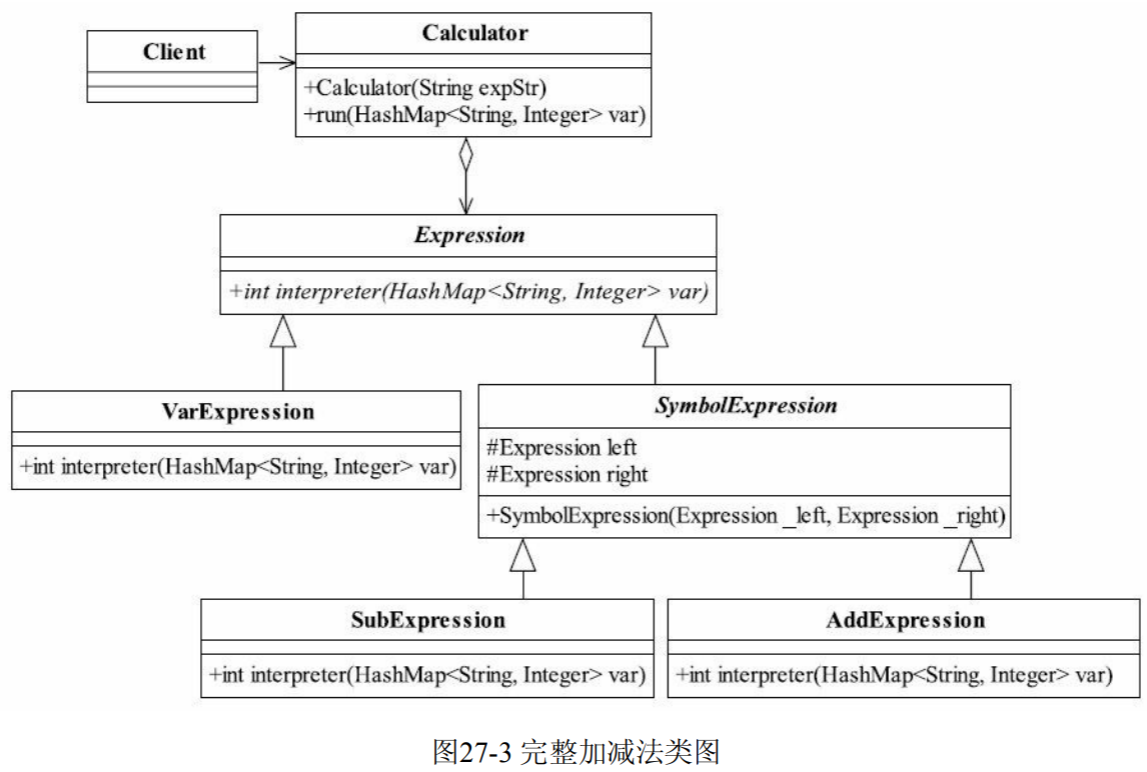 Client
Calculator
+Calculator(String expStr)
+run(HashMap<String, Integer> var)
Expression
+int interpreter(HashMap<String, Integer> var)
VarExpression
+int interpreter(HashMap<String, Integer> var)
SymbolExpression
#Expression left
#Expression right
+SymbolExpression(Expression _left, Expression _right)
SubExpression
+int interpreter(HashMap<String, Integer> var)
AddExpression
+int interpreter(HashMap<String, Integer> var)
图27-3 完整加减法类图